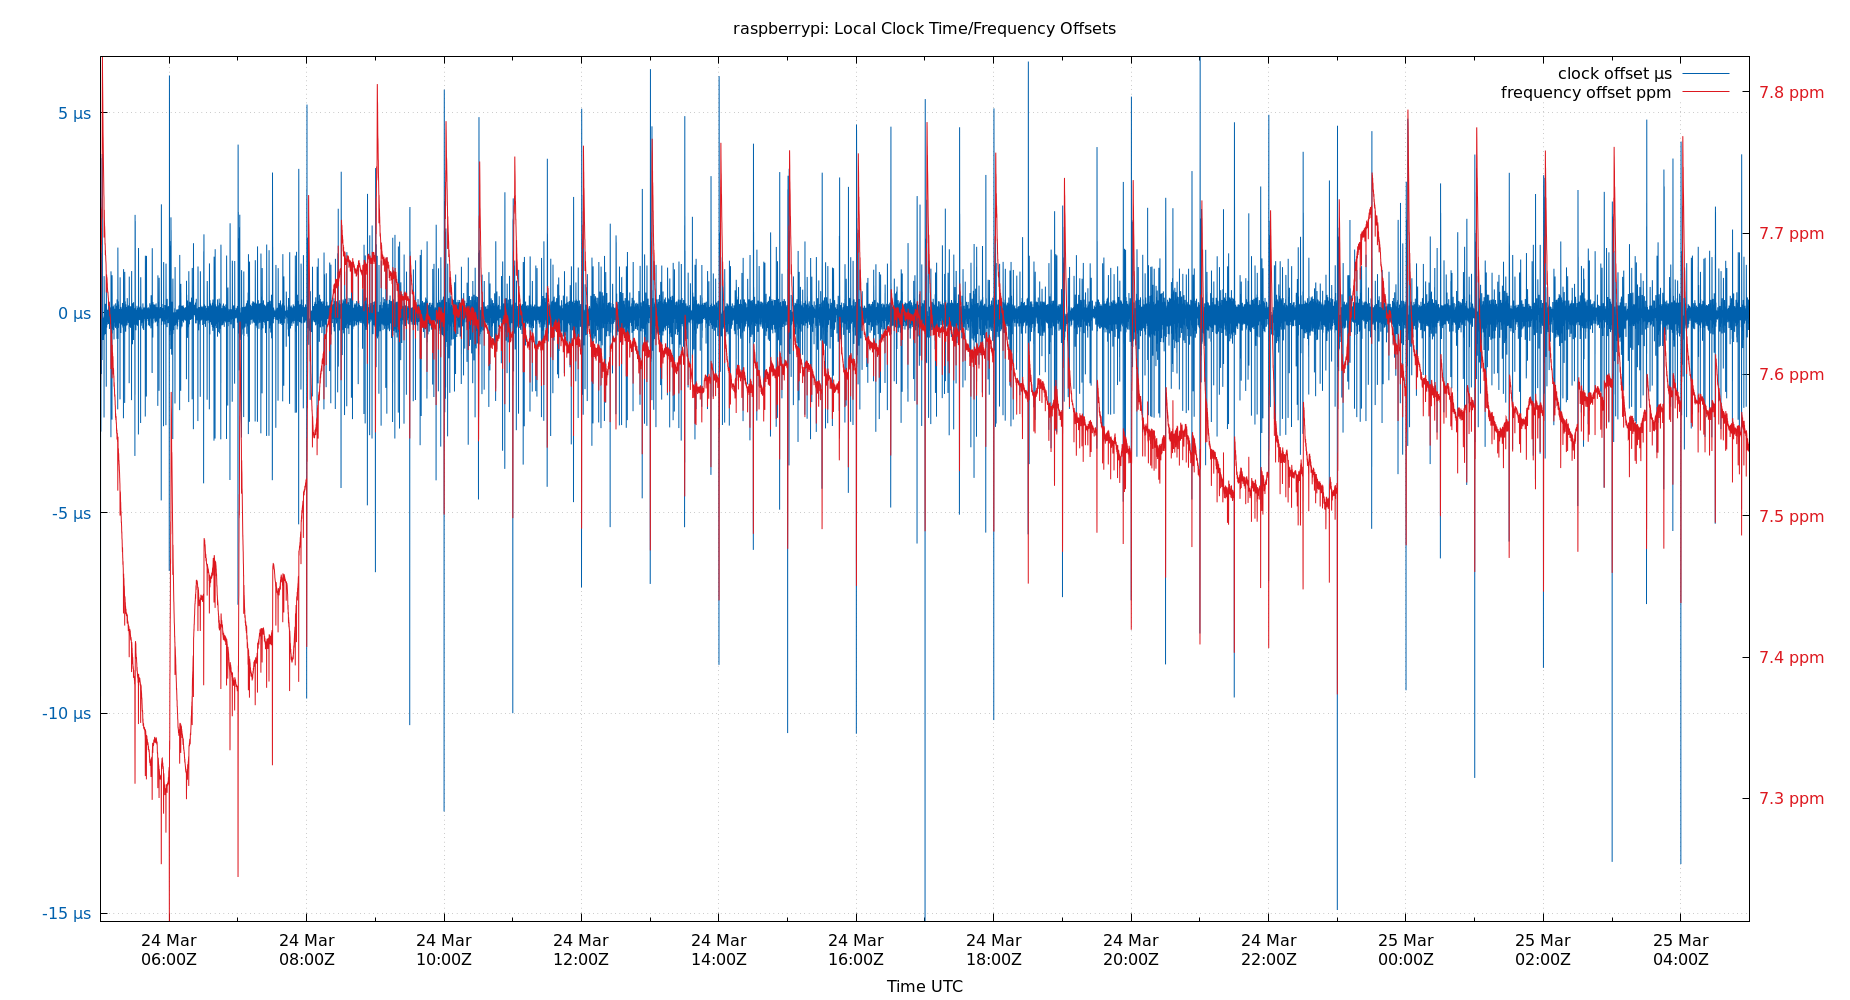 raspberrypi: Local Clock Time/Frequency Offsets
clock offset µs
frequency offset ppm
5 µs
0 µs
-5 µs
-10 µs
-15 µs
7.8 ppm
7.7 ppm
7.6 ppm
7.5 ppm
7.4 ppm
7.3 ppm
24 Mar 24 Mar 24 Mar 24 Mar 24 Mar 24 Mar 24 Mar 24 Mar 24 Mar 25 Mar 25 Mar 25 Mar
06:00Z 08:00Z 10:00Z 12:00Z 14:00Z 16:00Z 18:00Z 20:00Z 22:00Z 00:00Z 02:00Z 04:00Z
Time UTC